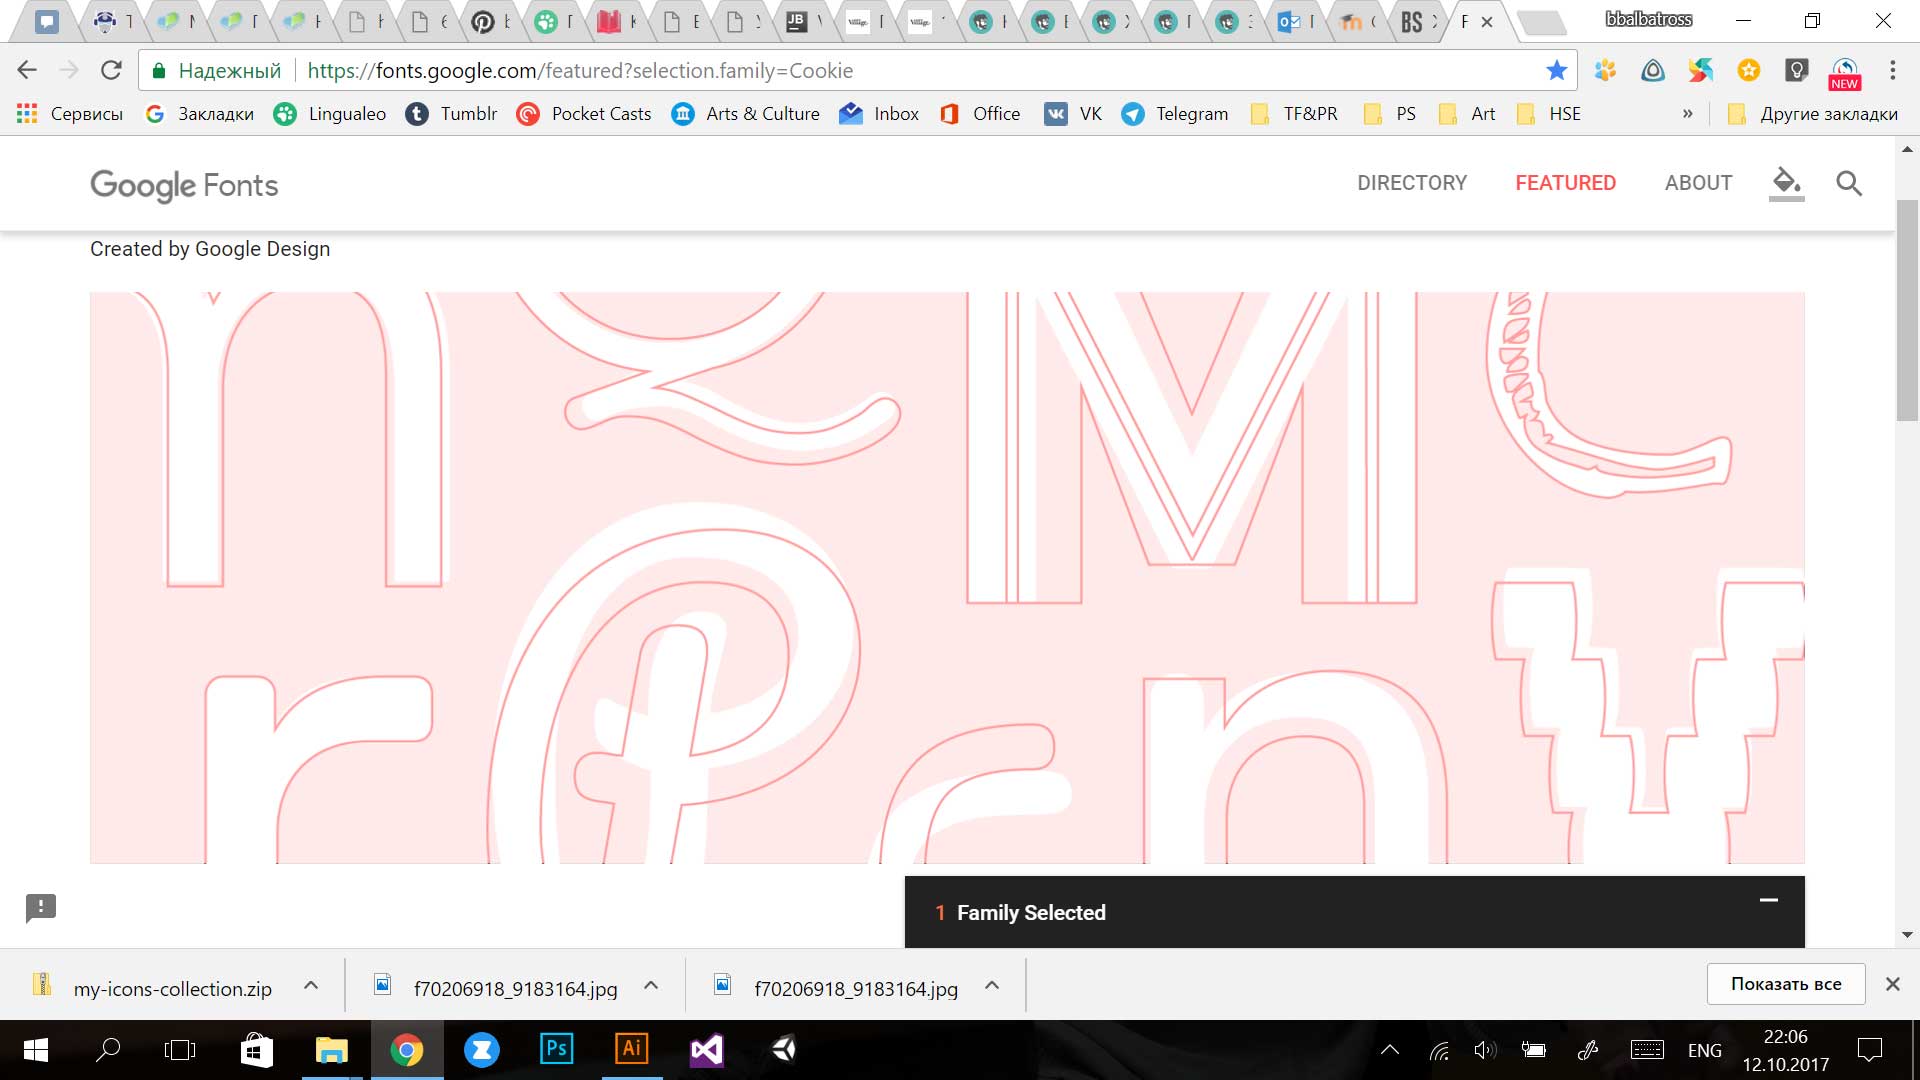 bbalbatross
Надежный https://fonts.google.com/featured?selection.family=Cookie
NEW
Сервисы Закладки Lingualeo Tumblr Pocket Casts Arts & Culture Inbox Office VK Telegram TF&PR PS Art HSE » Другие закладки
Google Fonts DIRECTORY FEATURED ABOUT
Created by Google Design
1 Family Selected
my-icons-collection.zip f70206918_9183164.jpg f70206918_9183164.jpg Показать все
Ps Ai ENG 22:06
12.10.2017